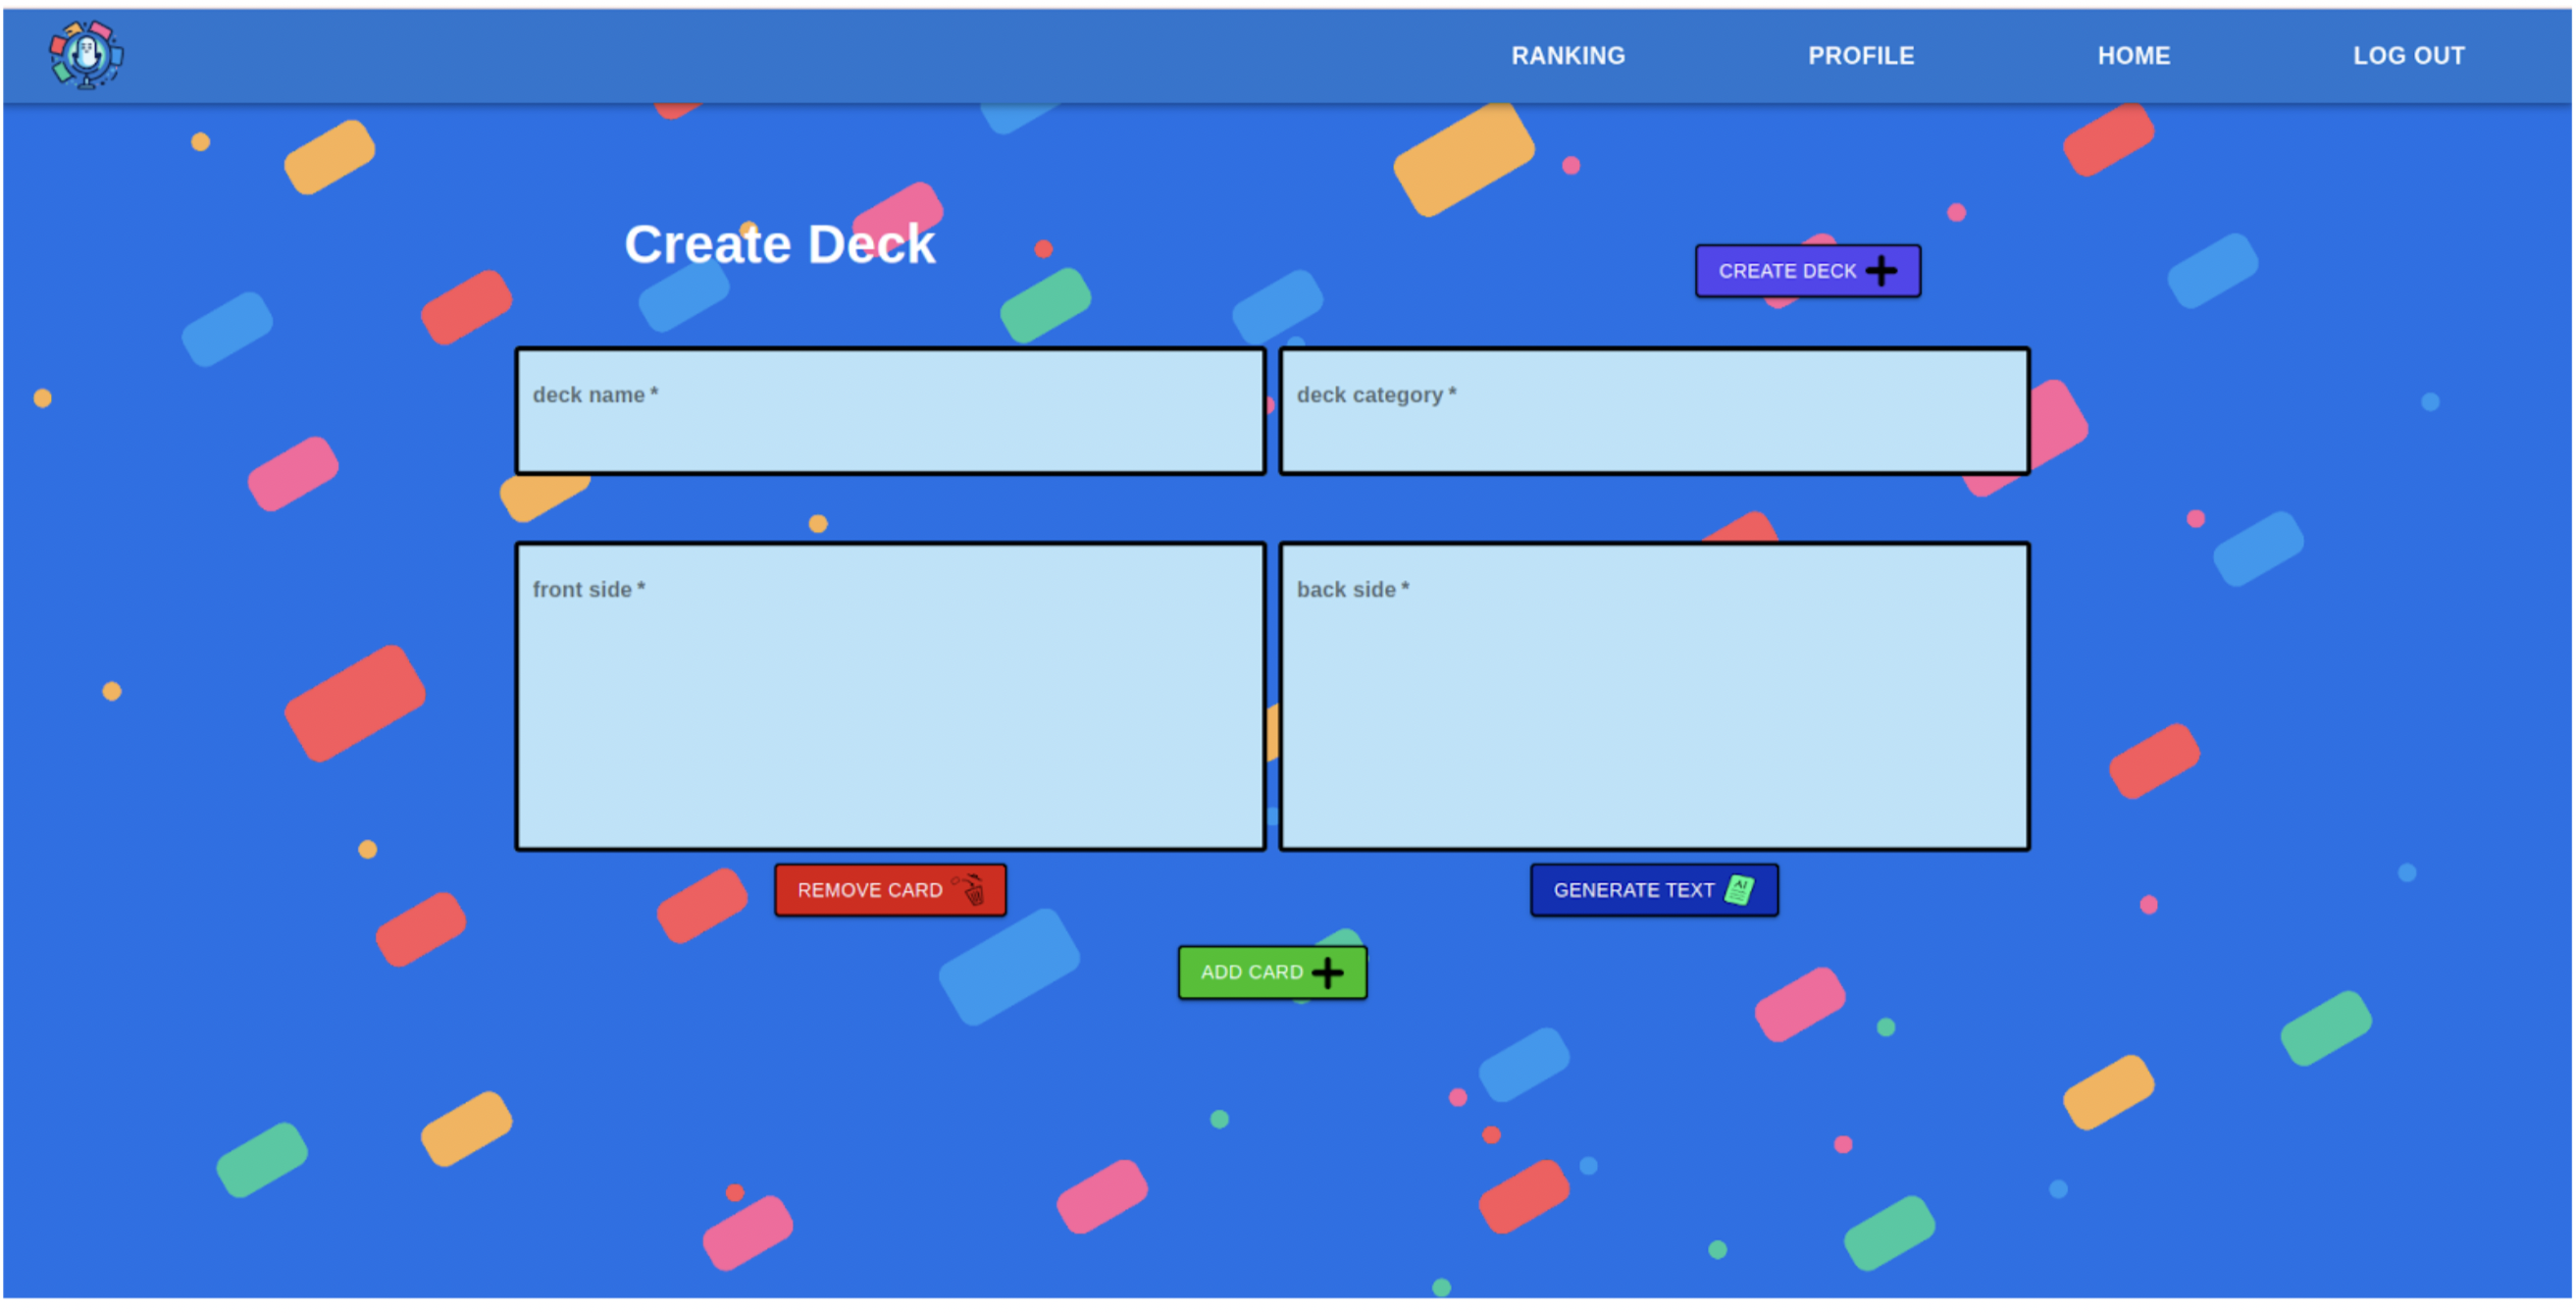 RANKING PROFILE HOME LOG OUT
Create Deck
CREATE DECK
deck name *
deck category *
front side *
back side *
REMOVE CARD
GENERATE TEXT AI
ADD CARD